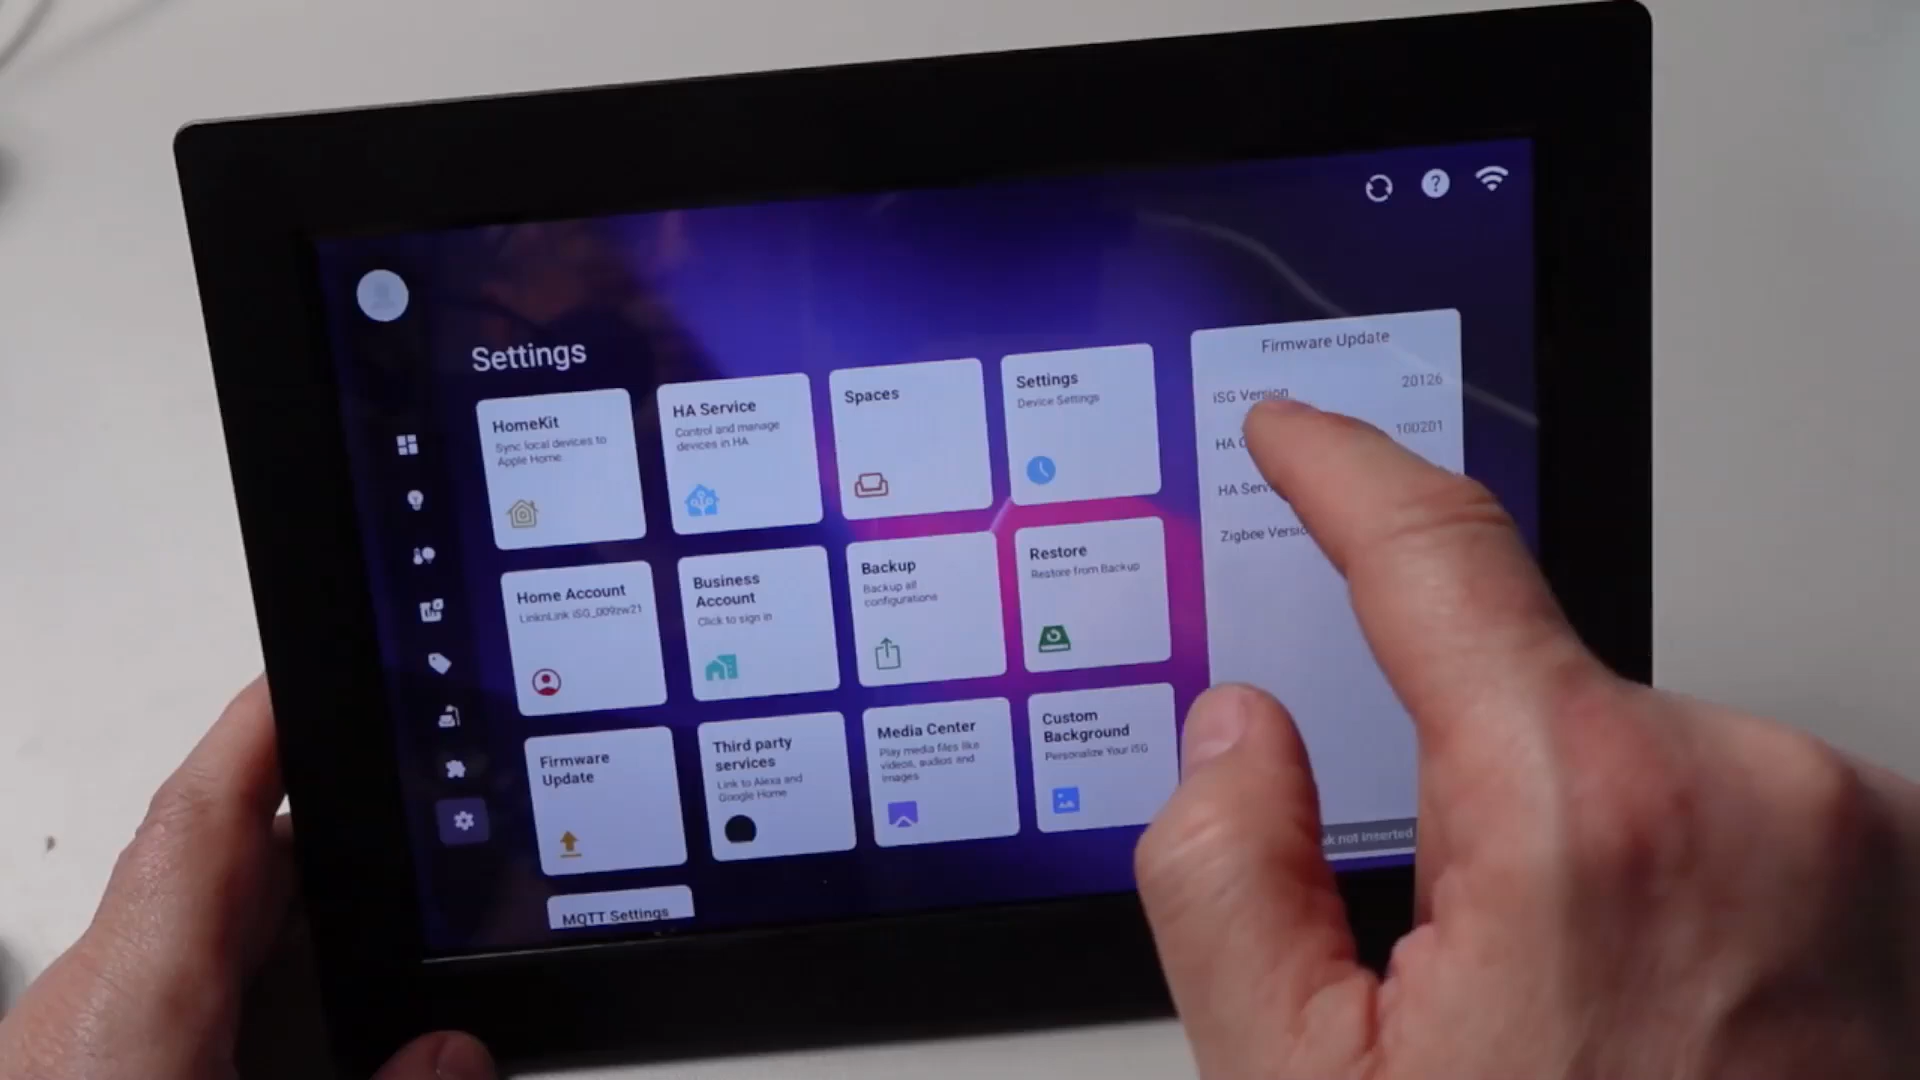 Settings
HomeKit
Sync local devices to
Apple Home
HA Service
Control and manage
devices in HA
Spaces
Settings
Device Settings
Home Account
LinknLink iSG_009zw21
Business
Account
Click to sign in
Backup
Backup all
configurations
Restore
Restore from Backup
Firmware
Update
Third party
services
Link to Alexa and
Google Home
Media Center
Play media files like
videos, audios and
images
Custom
Background
Personalize Your iSG
MQTT Settings
Firmware Update
iSG Version 20126
HA 100201
HA
Zigbee
not inserted